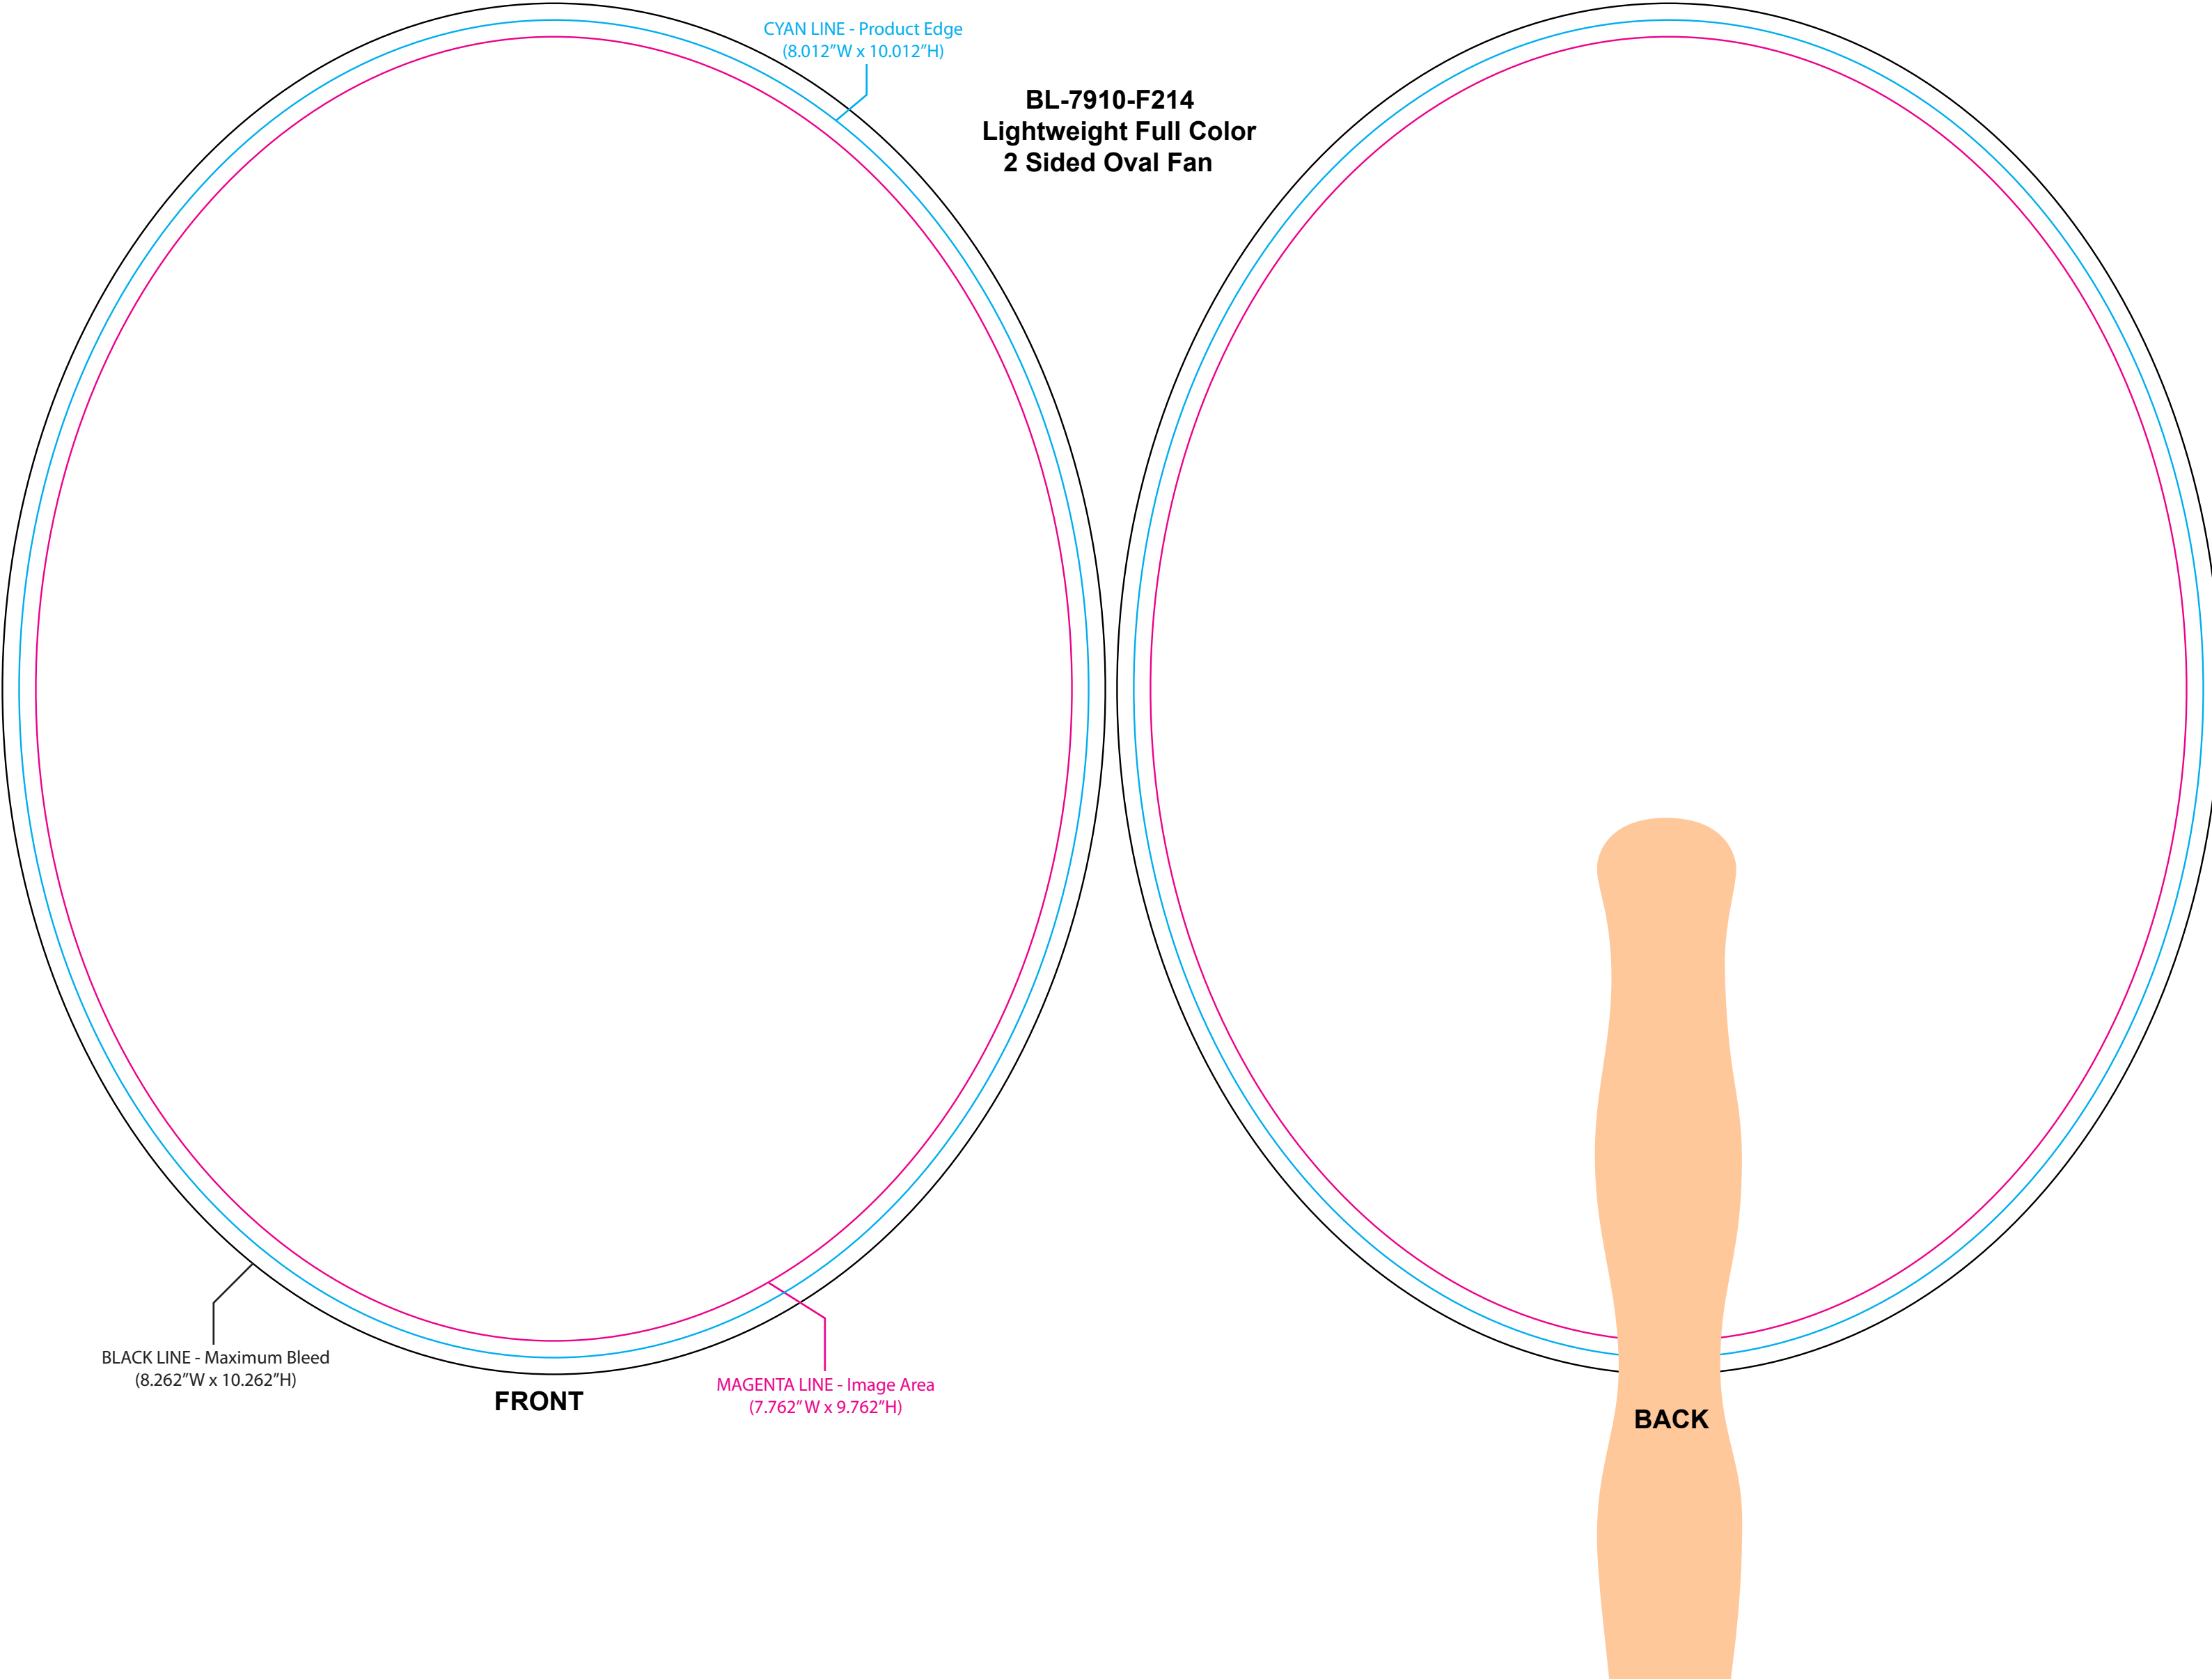 CYAN LINE - Product Edge
(8.012”W x 10.012”H)
BL-7910-F214
Lightweight Full Color
2 Sided Oval Fan
BLACK LINE - Maximum Bleed
(8.262”W x 10.262”H)
FRONT
MAGENTA LINE - Image Area
(7.762”W x 9.762”H)
BACK